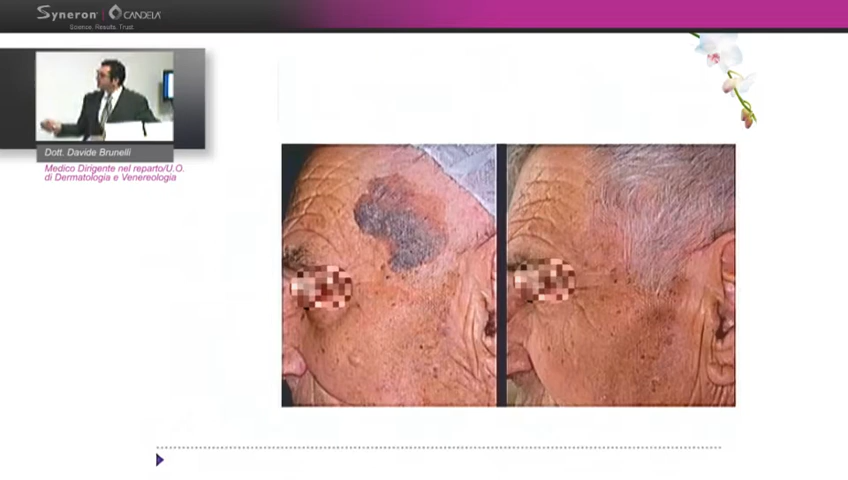 Syneron | CANDELA
Science. Results. Trust.
Dott. Davide Brunelli
Medico Dirigente nel reparto/U.O.
di Dermatologia e Venereologia